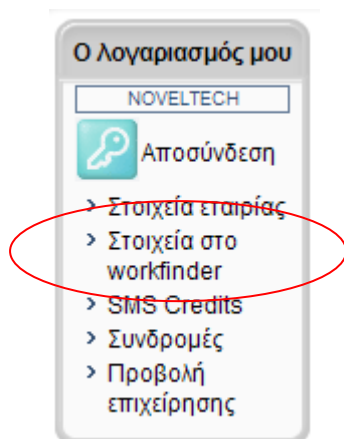 Ο λογαριασμός μου
NOVELTECH
Αποσύνδεση
Στοιχεία εταιρίας
Στοιχεία στο
workfinder
SMS Credits
Συνδρομές
Προβολή
επιχείρησης